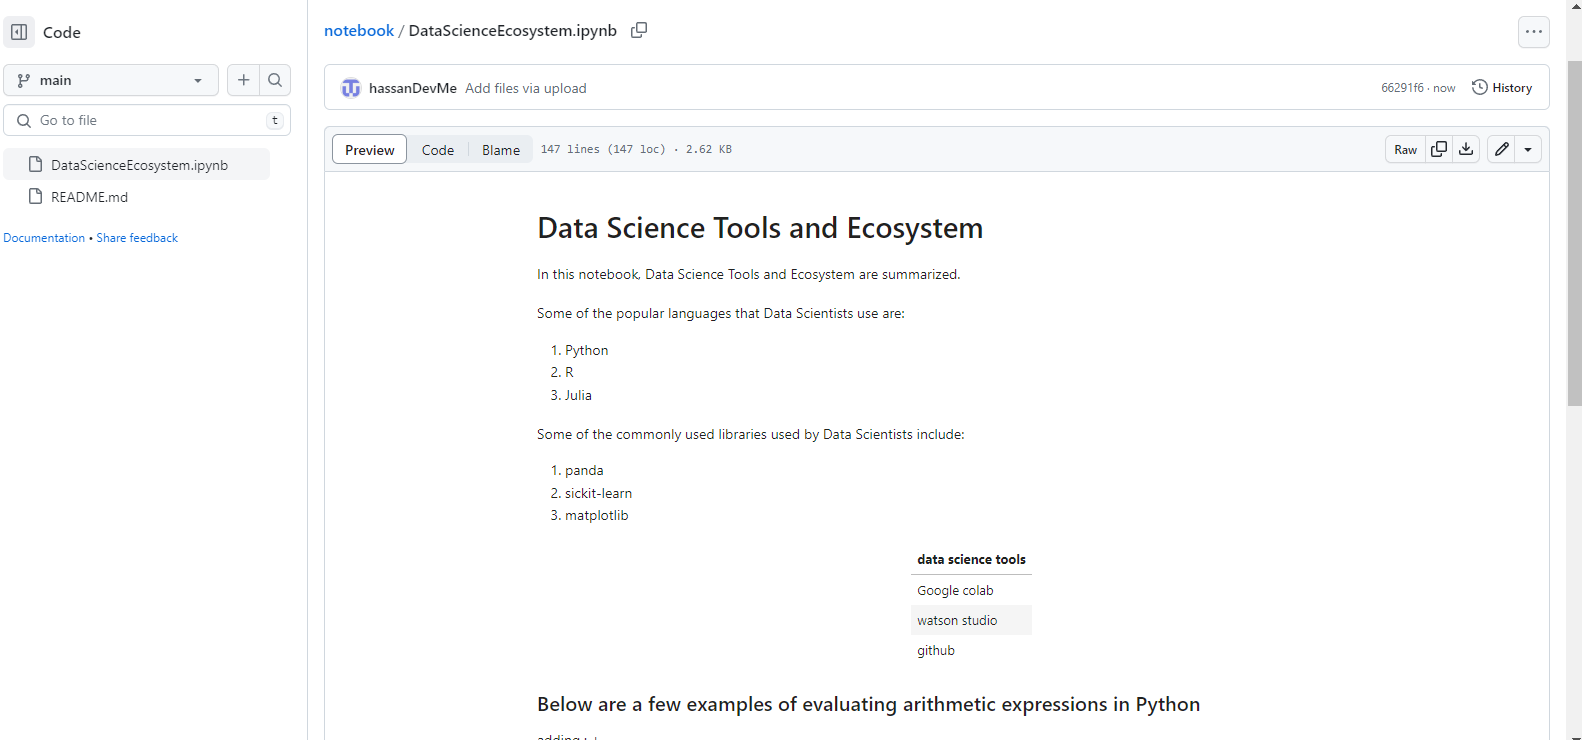 Code
main
Go to file
t
DataScienceEcosystem.ipynb
README.md
Documentation • Share feedback
notebook / DataScienceEcosystem.ipynb
hassanDevMe Add files via upload
66291f6 · now
History
Preview
Code
Blame
147 lines (147 loc) · 2.62 KB
Raw
Data Science Tools and Ecosystem
In this notebook, Data Science Tools and Ecosystem are summarized.
Some of the popular languages that Data Scientists use are:
1. Python
2. R
3. Julia
Some of the commonly used libraries used by Data Scientists include:
1. panda
2. sickit-learn
3. matplotlib
data science tools
Google colab
watson studio
github
Below are a few examples of evaluating arithmetic expressions in Python